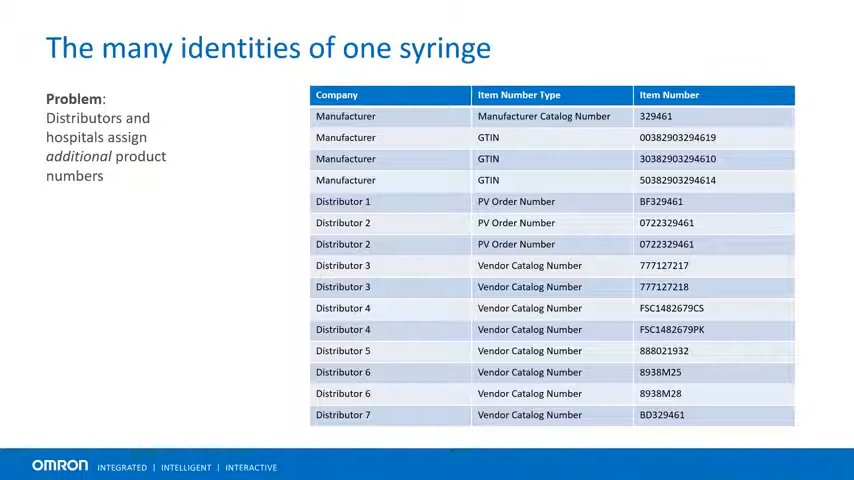 The many identities of one syringe
Problem:
Distributors and
hospitals assign
additional product
numbers
Company Item Number Type Item Number
Manufacturer Manufacturer Catalog Number 329461
Manufacturer GTIN 00382903294619
Manufacturer GTIN 30382903294610
Manufacturer GTIN 50382903294614
Distributor 1 PV Order Number BF329461
Distributor 2 PV Order Number 0722329461
Distributor 2 PV Order Number 0722329461
Distributor 3 Vendor Catalog Number 777127217
Distributor 3 Vendor Catalog Number 777127218
Distributor 4 Vendor Catalog Number FSC1482679CS
Distributor 4 Vendor Catalog Number FSC1482679PK
Distributor 5 Vendor Catalog Number 888021932
Distributor 6 Vendor Catalog Number 8938M25
Distributor 6 Vendor Catalog Number 8938M28
Distributor 7 Vendor Catalog Number BD329461
OMRON INTEGRATED | INTELLIGENT | INTERACTIVE